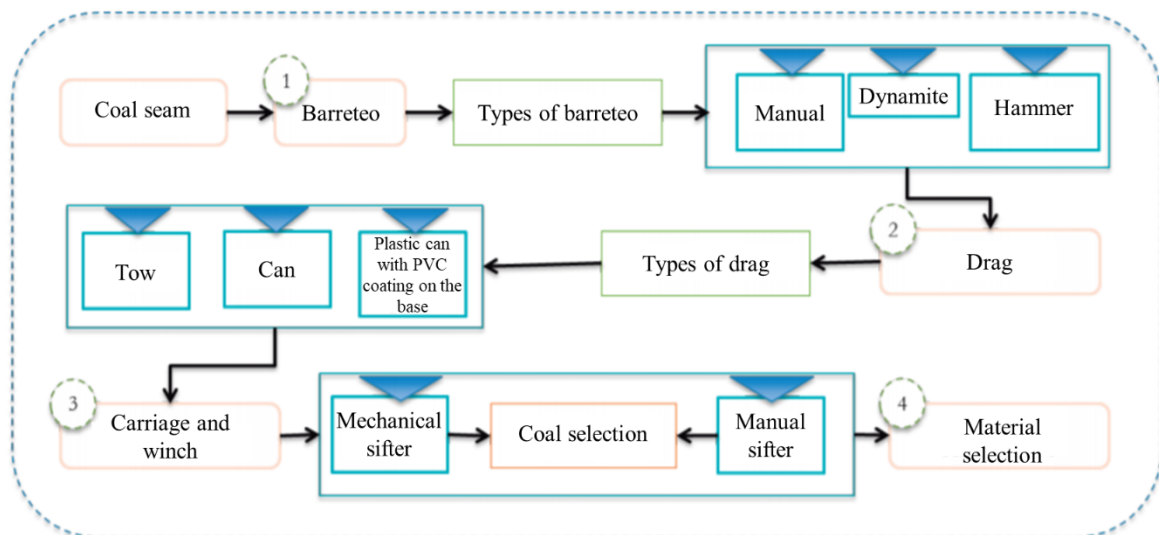 1
Coal seam
Barreteo
Types of barreteo
Manual
Dynamite
Hammer
2
Tow
Can
Plastic can
with PVC
coating on the
base
Types of drag
Drag
3
Carriage and
winch
Mechanical
sifter
Coal selection
Manual
sifter
4
Material
selection